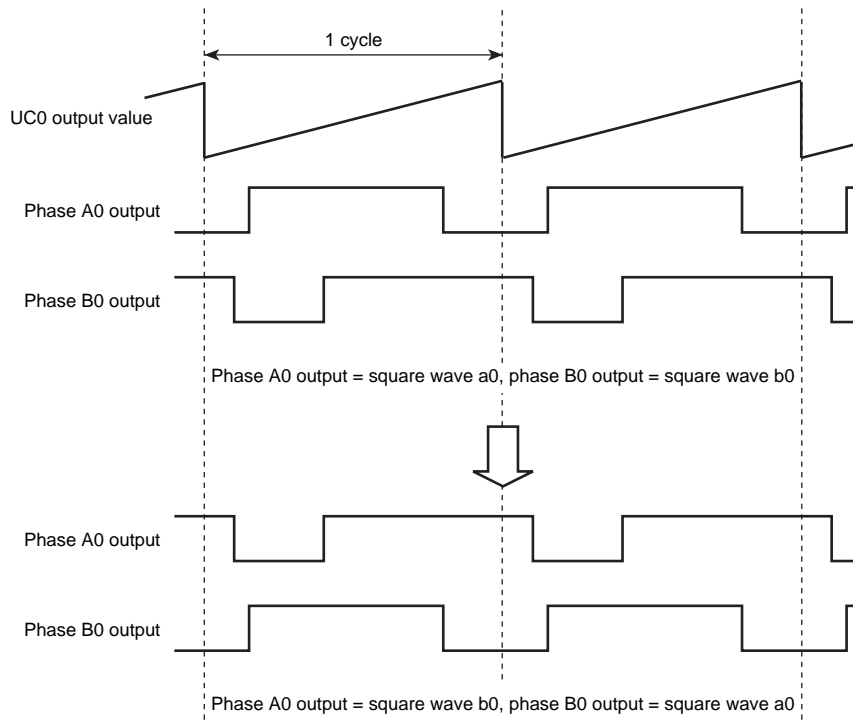 1 cycle
UC0 output value
Phase A0 output
Phase B0 output
Phase A0 output = square wave a0, phase B0 output = square wave b0
Phase A0 output
Phase B0 output
Phase A0 output = square wave b0, phase B0 output = square wave a0